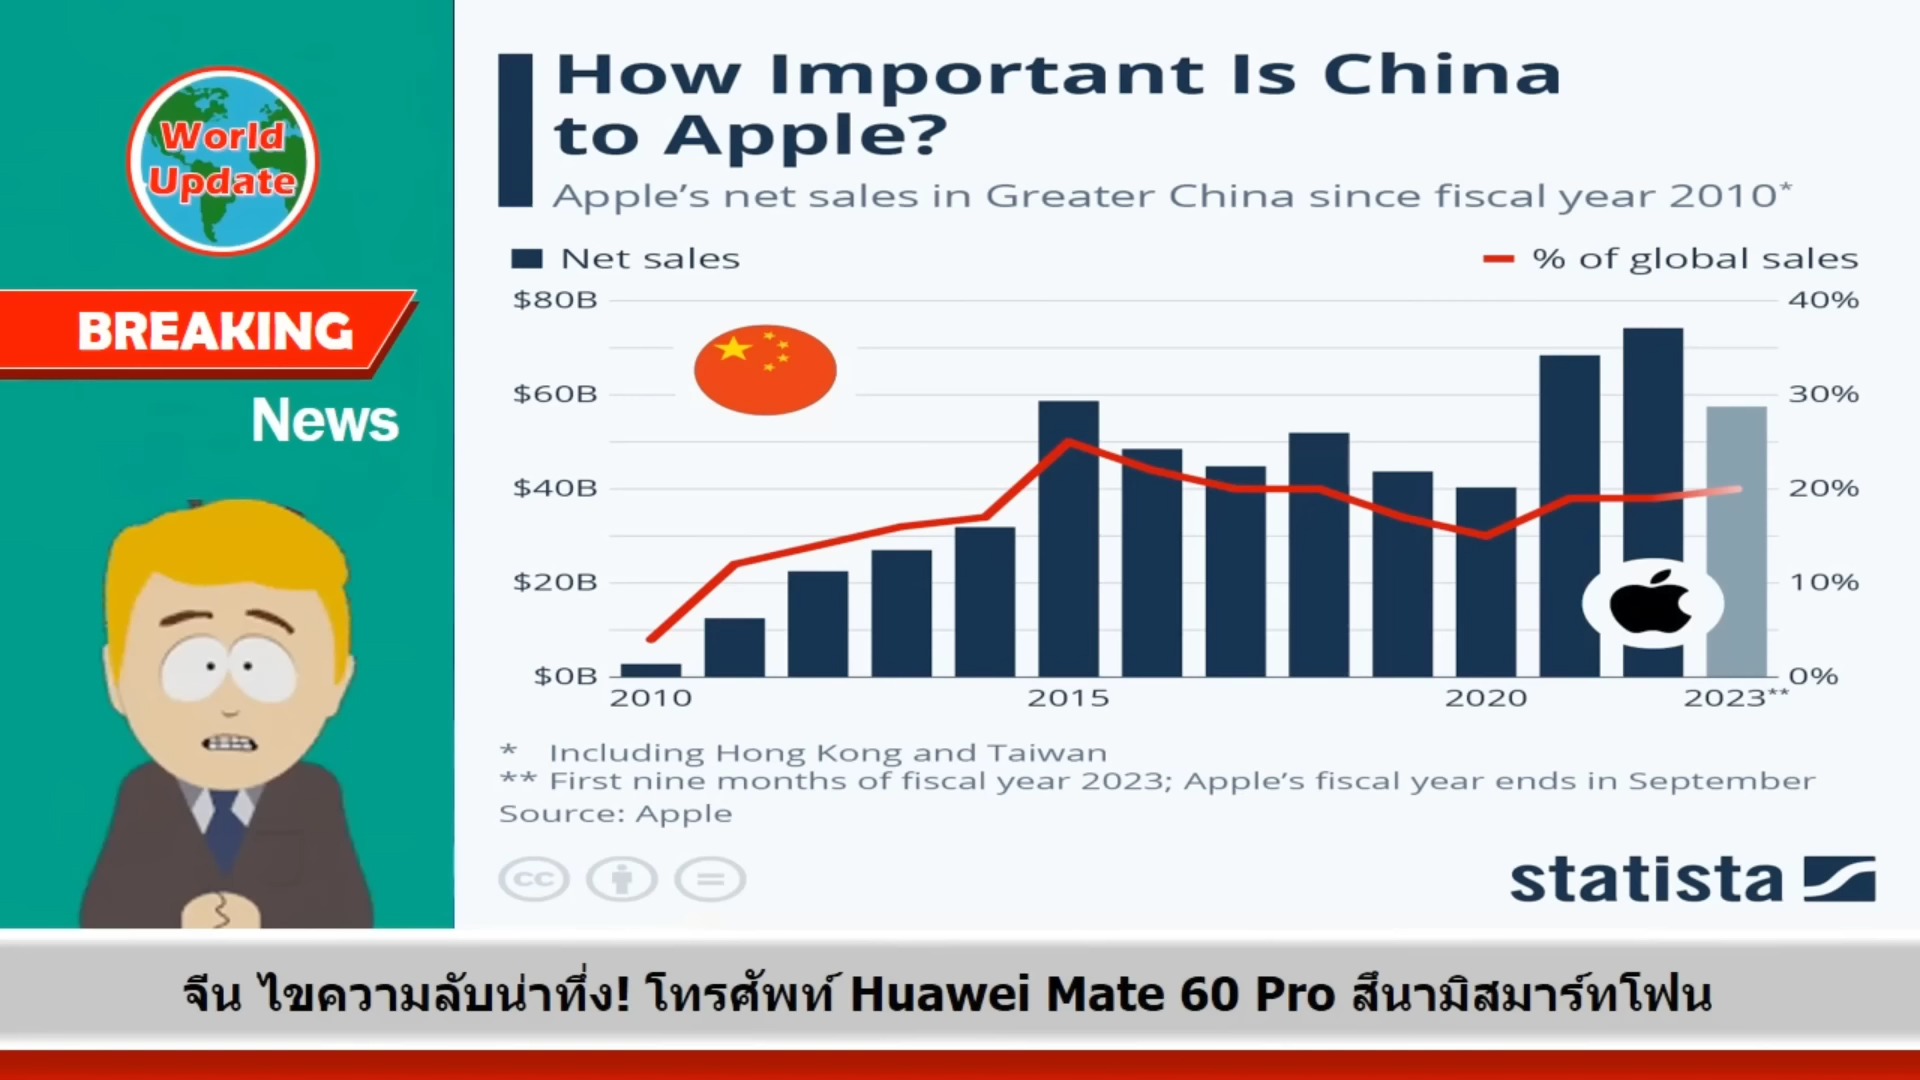 World
Update
BREAKING
News
How Important Is China
to Apple?
Apple’s net sales in Greater China since fiscal year 2010*
Net sales
% of global sales
$80B
40%
$60B
30%
$40B
20%
$20B
10%
$0B
0%
2010
2015
2020
2023**
* Including Hong Kong and Taiwan
** First nine months of fiscal year 2023; Apple’s fiscal year ends in September
Source: Apple
cc
statista
จีน ไขความลับน่าทึ่ง! โทรศัพท์ Huawei Mate 60 Pro สึนามิสมาร์ทโฟน